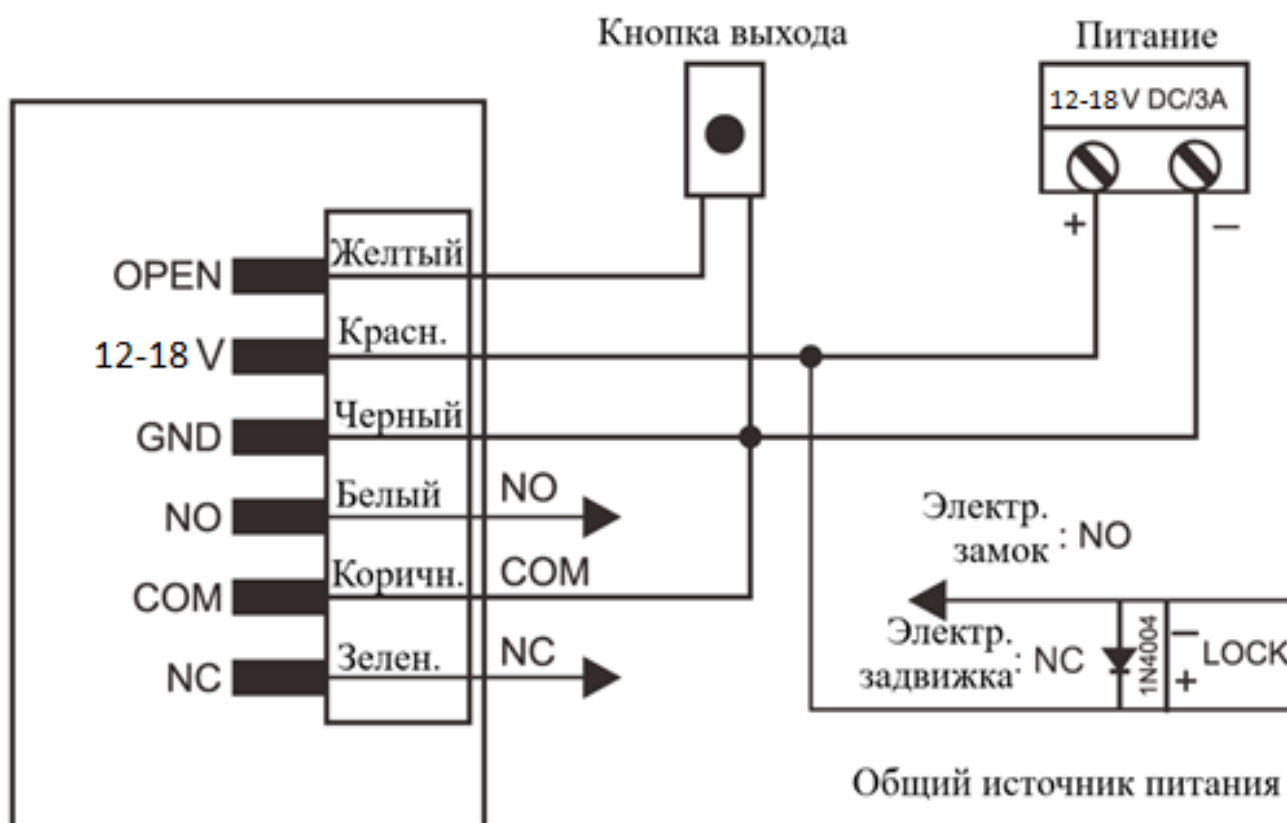 Кнопка выхода
Питание
12-18 V DC/3A
+ −
OPEN Желтый
12-18 V Красн.
GND Черный
NO Белый NO
COM Коричн. COM
NC Зелен. NC
Электр.
замок : NO
Электр.
задвижка : NC
1N4004
− LOCK
+
Общий источник питания